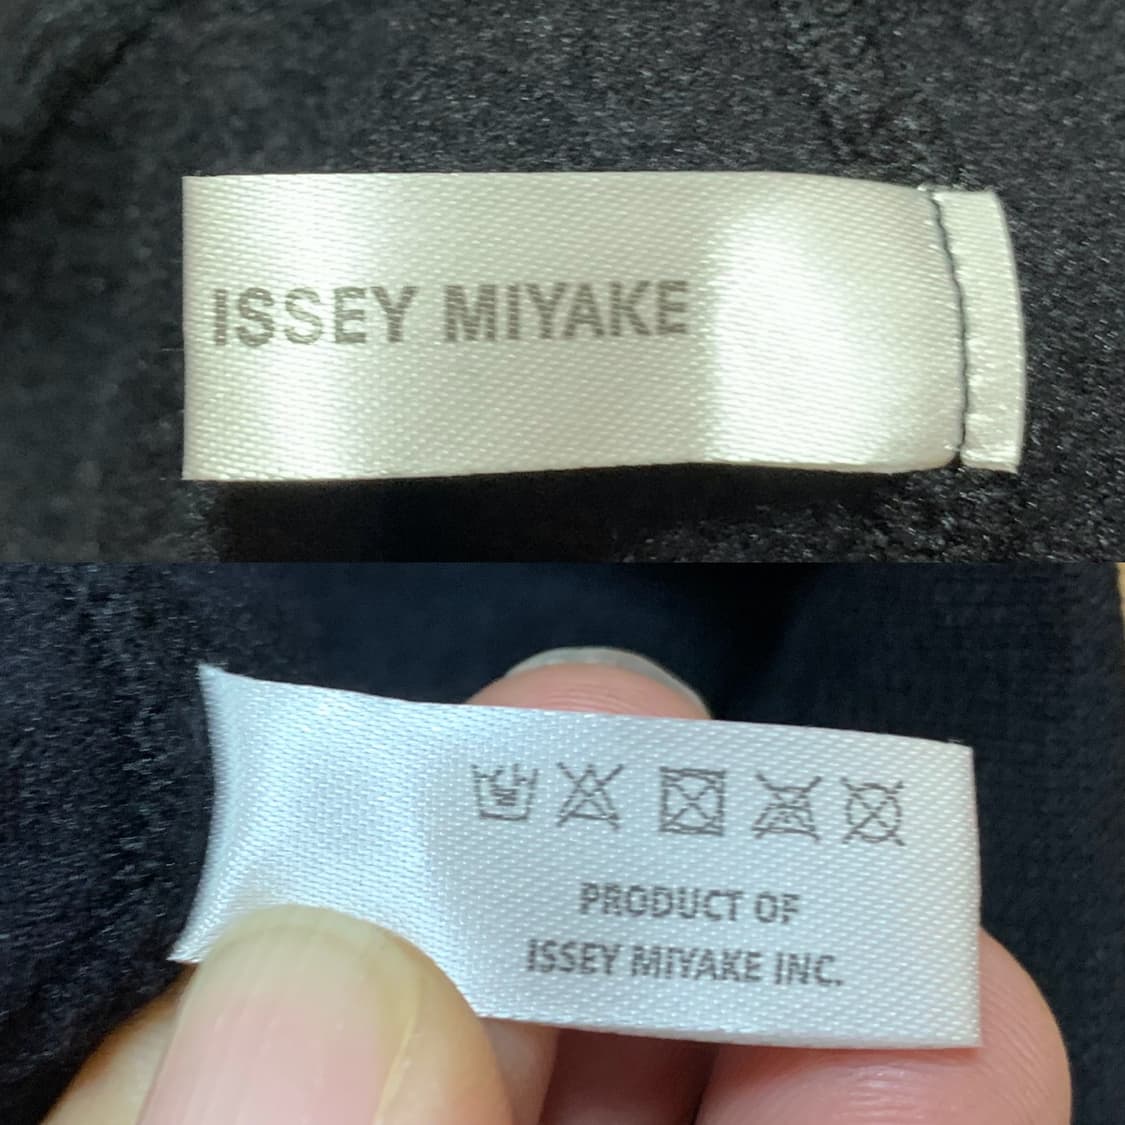 ISSEY MIYAKE
PRODUCT OF
ISSEY MIYAKE INC.